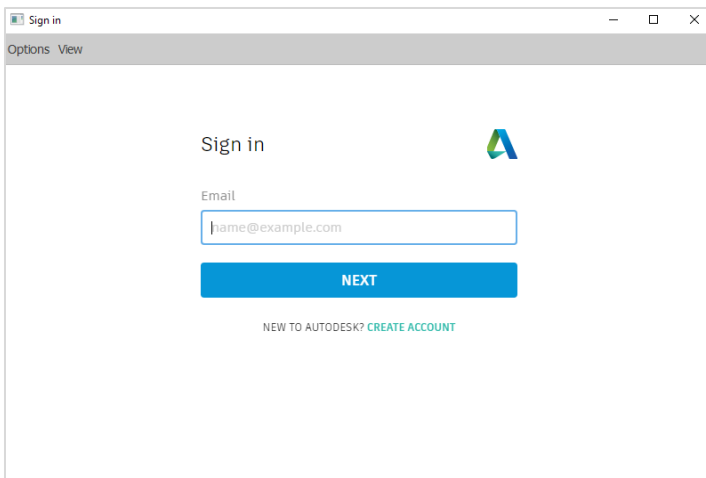 Sign in
Options View
Sign in
Email
name@example.com
NEXT
NEW TO AUTODESK? CREATE ACCOUNT